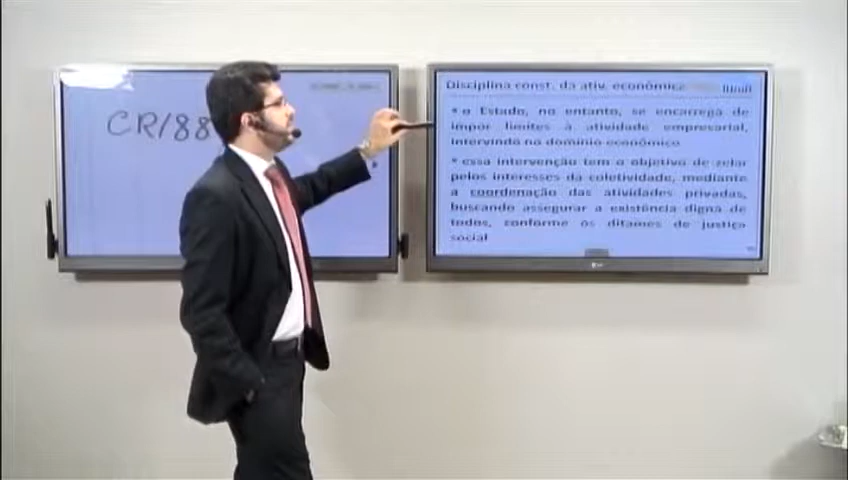 CR/88
Disciplina const. da ativ. econômica
* o Estado, no entanto, se encarrega de
impor limites à atividade empresarial,
intervindo no domínio econômico
* essa intervenção tem o objetivo de zelar
pelos interesses da coletividade, mediante
a coordenação das atividades privadas,
buscando assegurar a existência digna de
todos, conforme os ditames de justiça
social